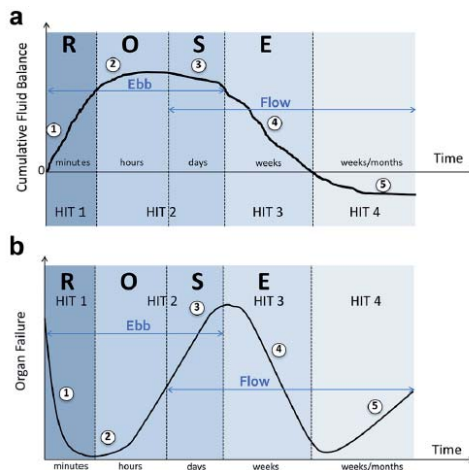 a
R O S E
2
3
Ebb
Flow
1
4
Cumulative Fluid Balance
0
minutes hours days weeks weeks/months
Time
5
HIT 1 HIT 2 HIT 3 HIT 4
b
R O S E
HIT 1 HIT 2 HIT 3 HIT 4
3
Ebb
4
Organ Failure
Flow
1
5
2
Time
minutes hours days weeks weeks/months